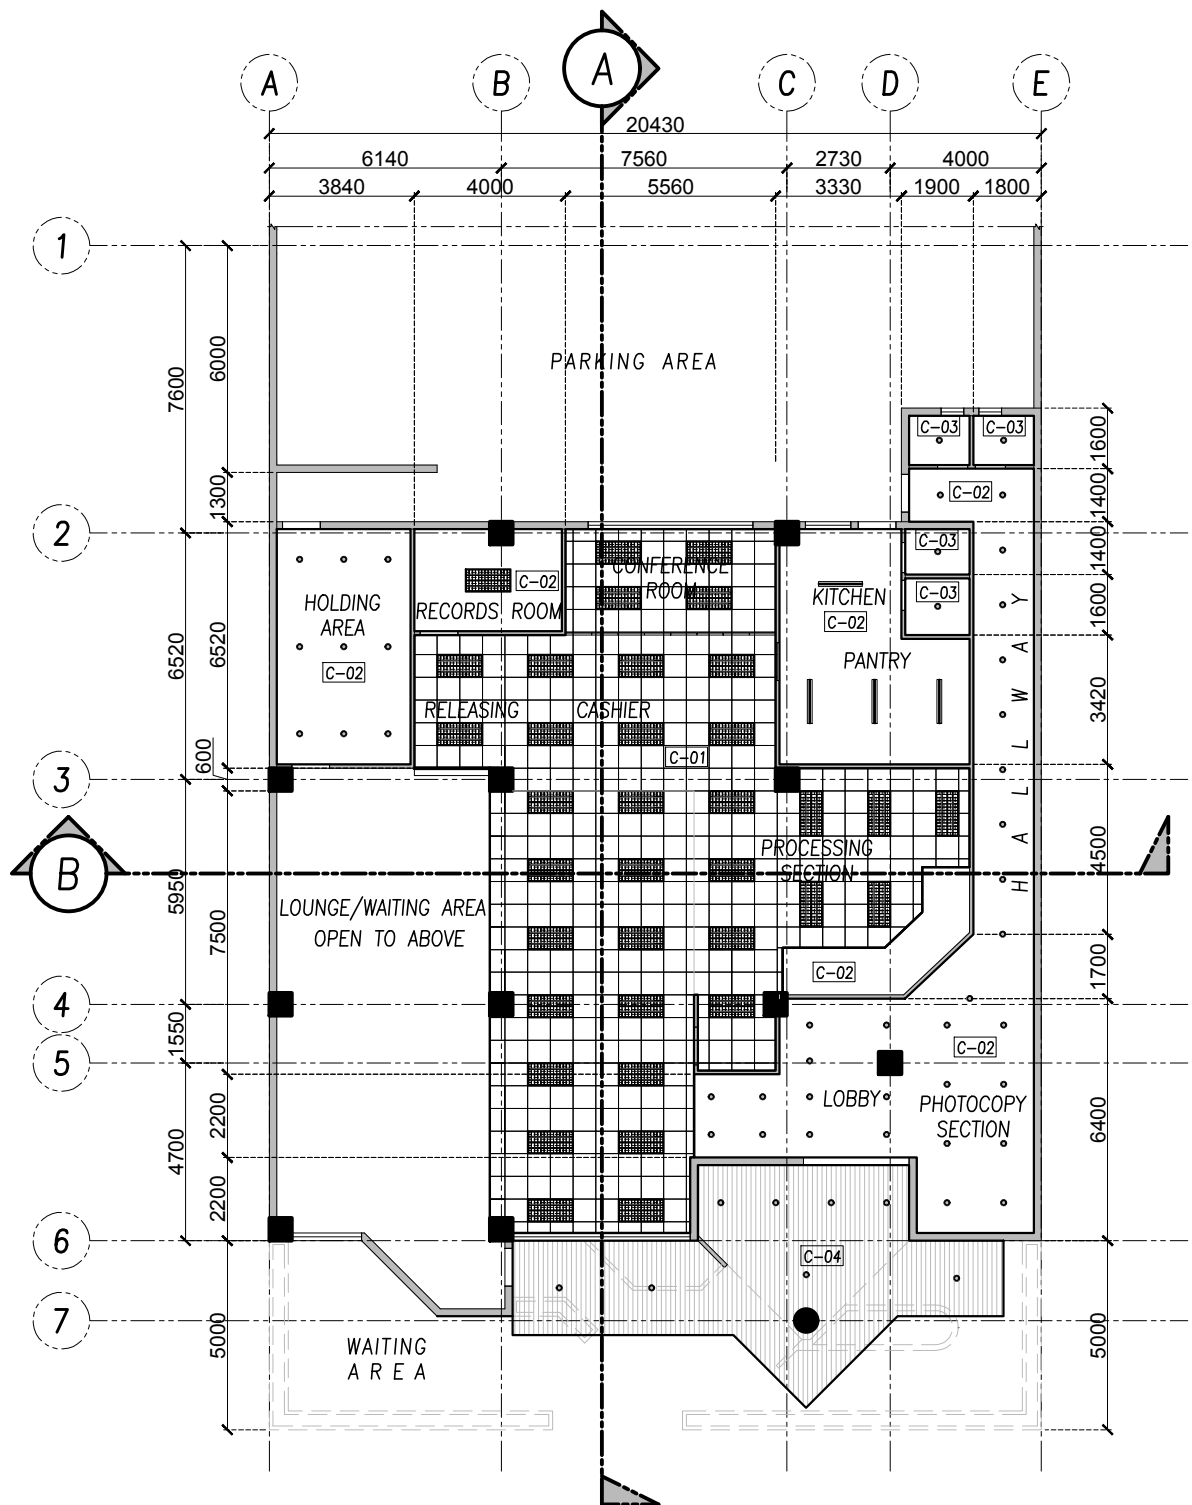 A
A B C D E
20430
6140 7560 2730 4000
3840 4000 5560 3330 1900 1800
1
6000
7600
PARKING AREA
C-03 C-03
1600
C-02
1400
1300
2
C-03
1400
CONFERENCE
ROOM
C-02
RECORDS ROOM
HOLDING
AREA
KITCHEN
C-02
C-03
1600
6520
6520
C-02
PANTRY
HALLWAY
3420
RELEASING CASHIER
C-01
600
3
PROCESSING
SECTION
4500
B
5950
LOUNGE/WAITING AREA
OPEN TO ABOVE
7500
C-02
1700
4
1550
5
C-02
LOBBY
PHOTOCOPY
SECTION
2200
6400
4700
2200
6
C-04
7
5000
WAITING
AREA
5000